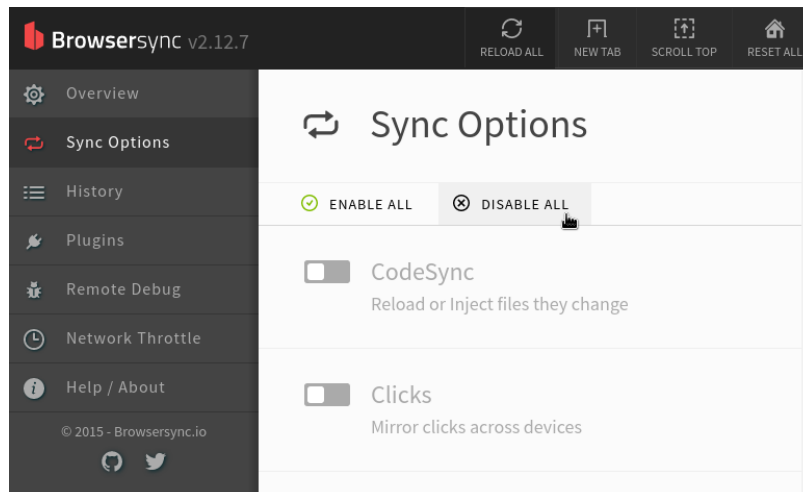 Browsersync v2.12.7
RELOAD ALL
NEW TAB
SCROLL TOP
RESET ALL
Overview
Sync Options
History
Plugins
Remote Debug
Network Throttle
Help / About
© 2015 - Browsersync.io
Sync Options
ENABLE ALL
DISABLE ALL
CodeSync
Reload or Inject files they change
Clicks
Mirror clicks across devices